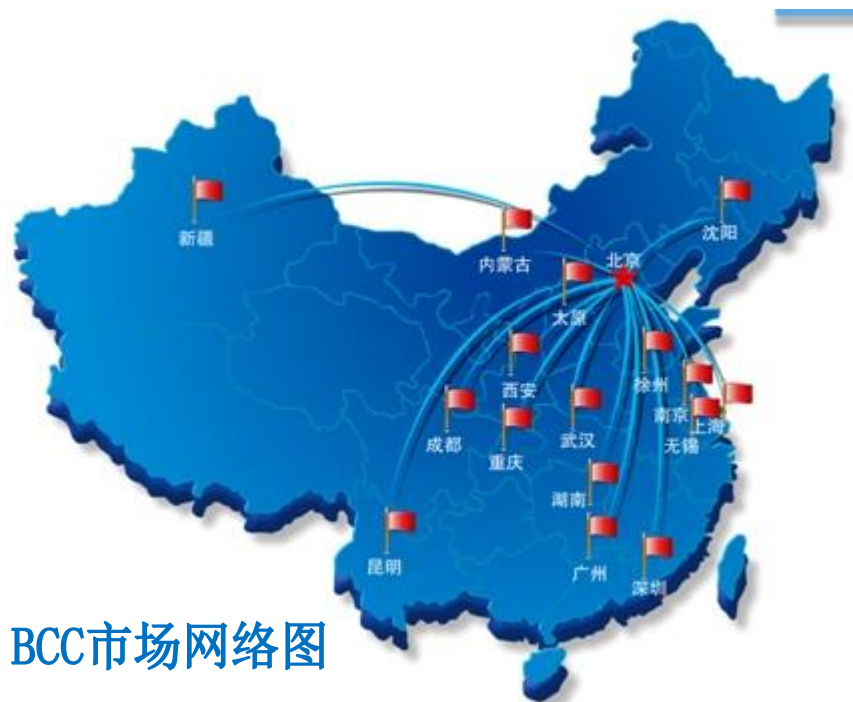 新疆
沈阳
内蒙古
北京
太原
西安
徐州
成都
重庆
武汉
南京
上海
无锡
湖南
昆明
广州
深圳
BCC市场网络图